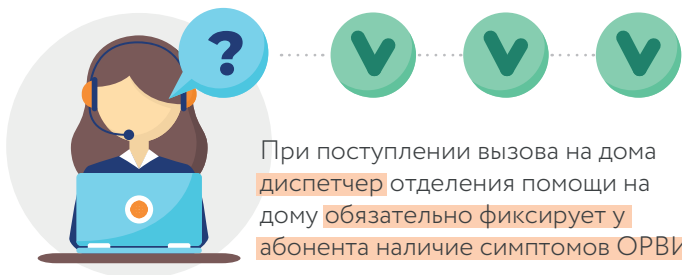 ?
При поступлении вызова на дома
диспетчер отделения помощи на
дому обязательно фиксирует у
абонента наличие симптомов ОРВИ